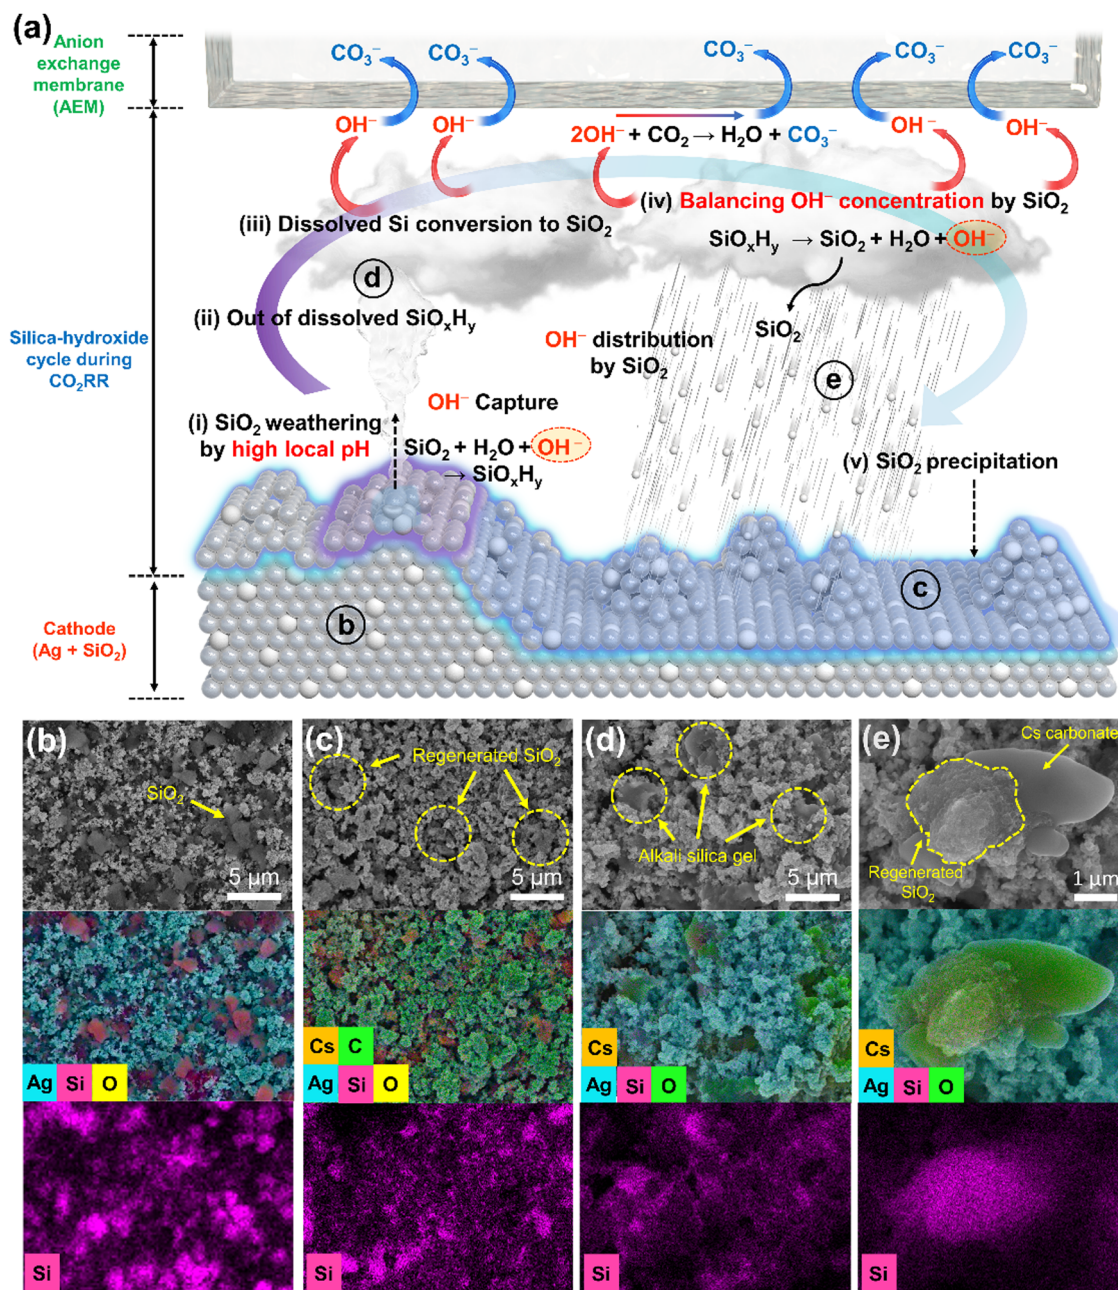 (a)
Anion
exchange
membrane
(AEM)
CO₃⁻ CO₃⁻ CO₃⁻ CO₃⁻ CO₃⁻
OH⁻ OH⁻ 2OH⁻ + CO₂ → H₂O + CO₃⁻ OH⁻ OH⁻
(iii) Dissolved Si conversion to SiO₂
(iv) Balancing OH⁻ concentration by SiO₂
SiOₓHᵧ → SiO₂ + H₂O + OH⁻
d
(ii) Out of dissolved SiOₓHᵧ
SiO₂
OH⁻ distribution
by SiO₂
e
Silica-hydroxide
cycle during
CO₂RR
OH⁻ Capture
(i) SiO₂ weathering
by high local pH
SiO₂ + H₂O + OH⁻
→ SiOₓHᵧ
(v) SiO₂ precipitation
c
b
Cathode
(Ag + SiO₂)
(b)
SiO₂
5 μm
Ag Si O
Si
(c)
Regenerated SiO₂
5 μm
Cs C
Ag Si O
Si
(d)
Alkali silica gel
5 μm
Cs
Ag Si O
Si
(e)
Cs carbonate
Regenerated
SiO₂
1 μm
Cs
Ag Si O
Si